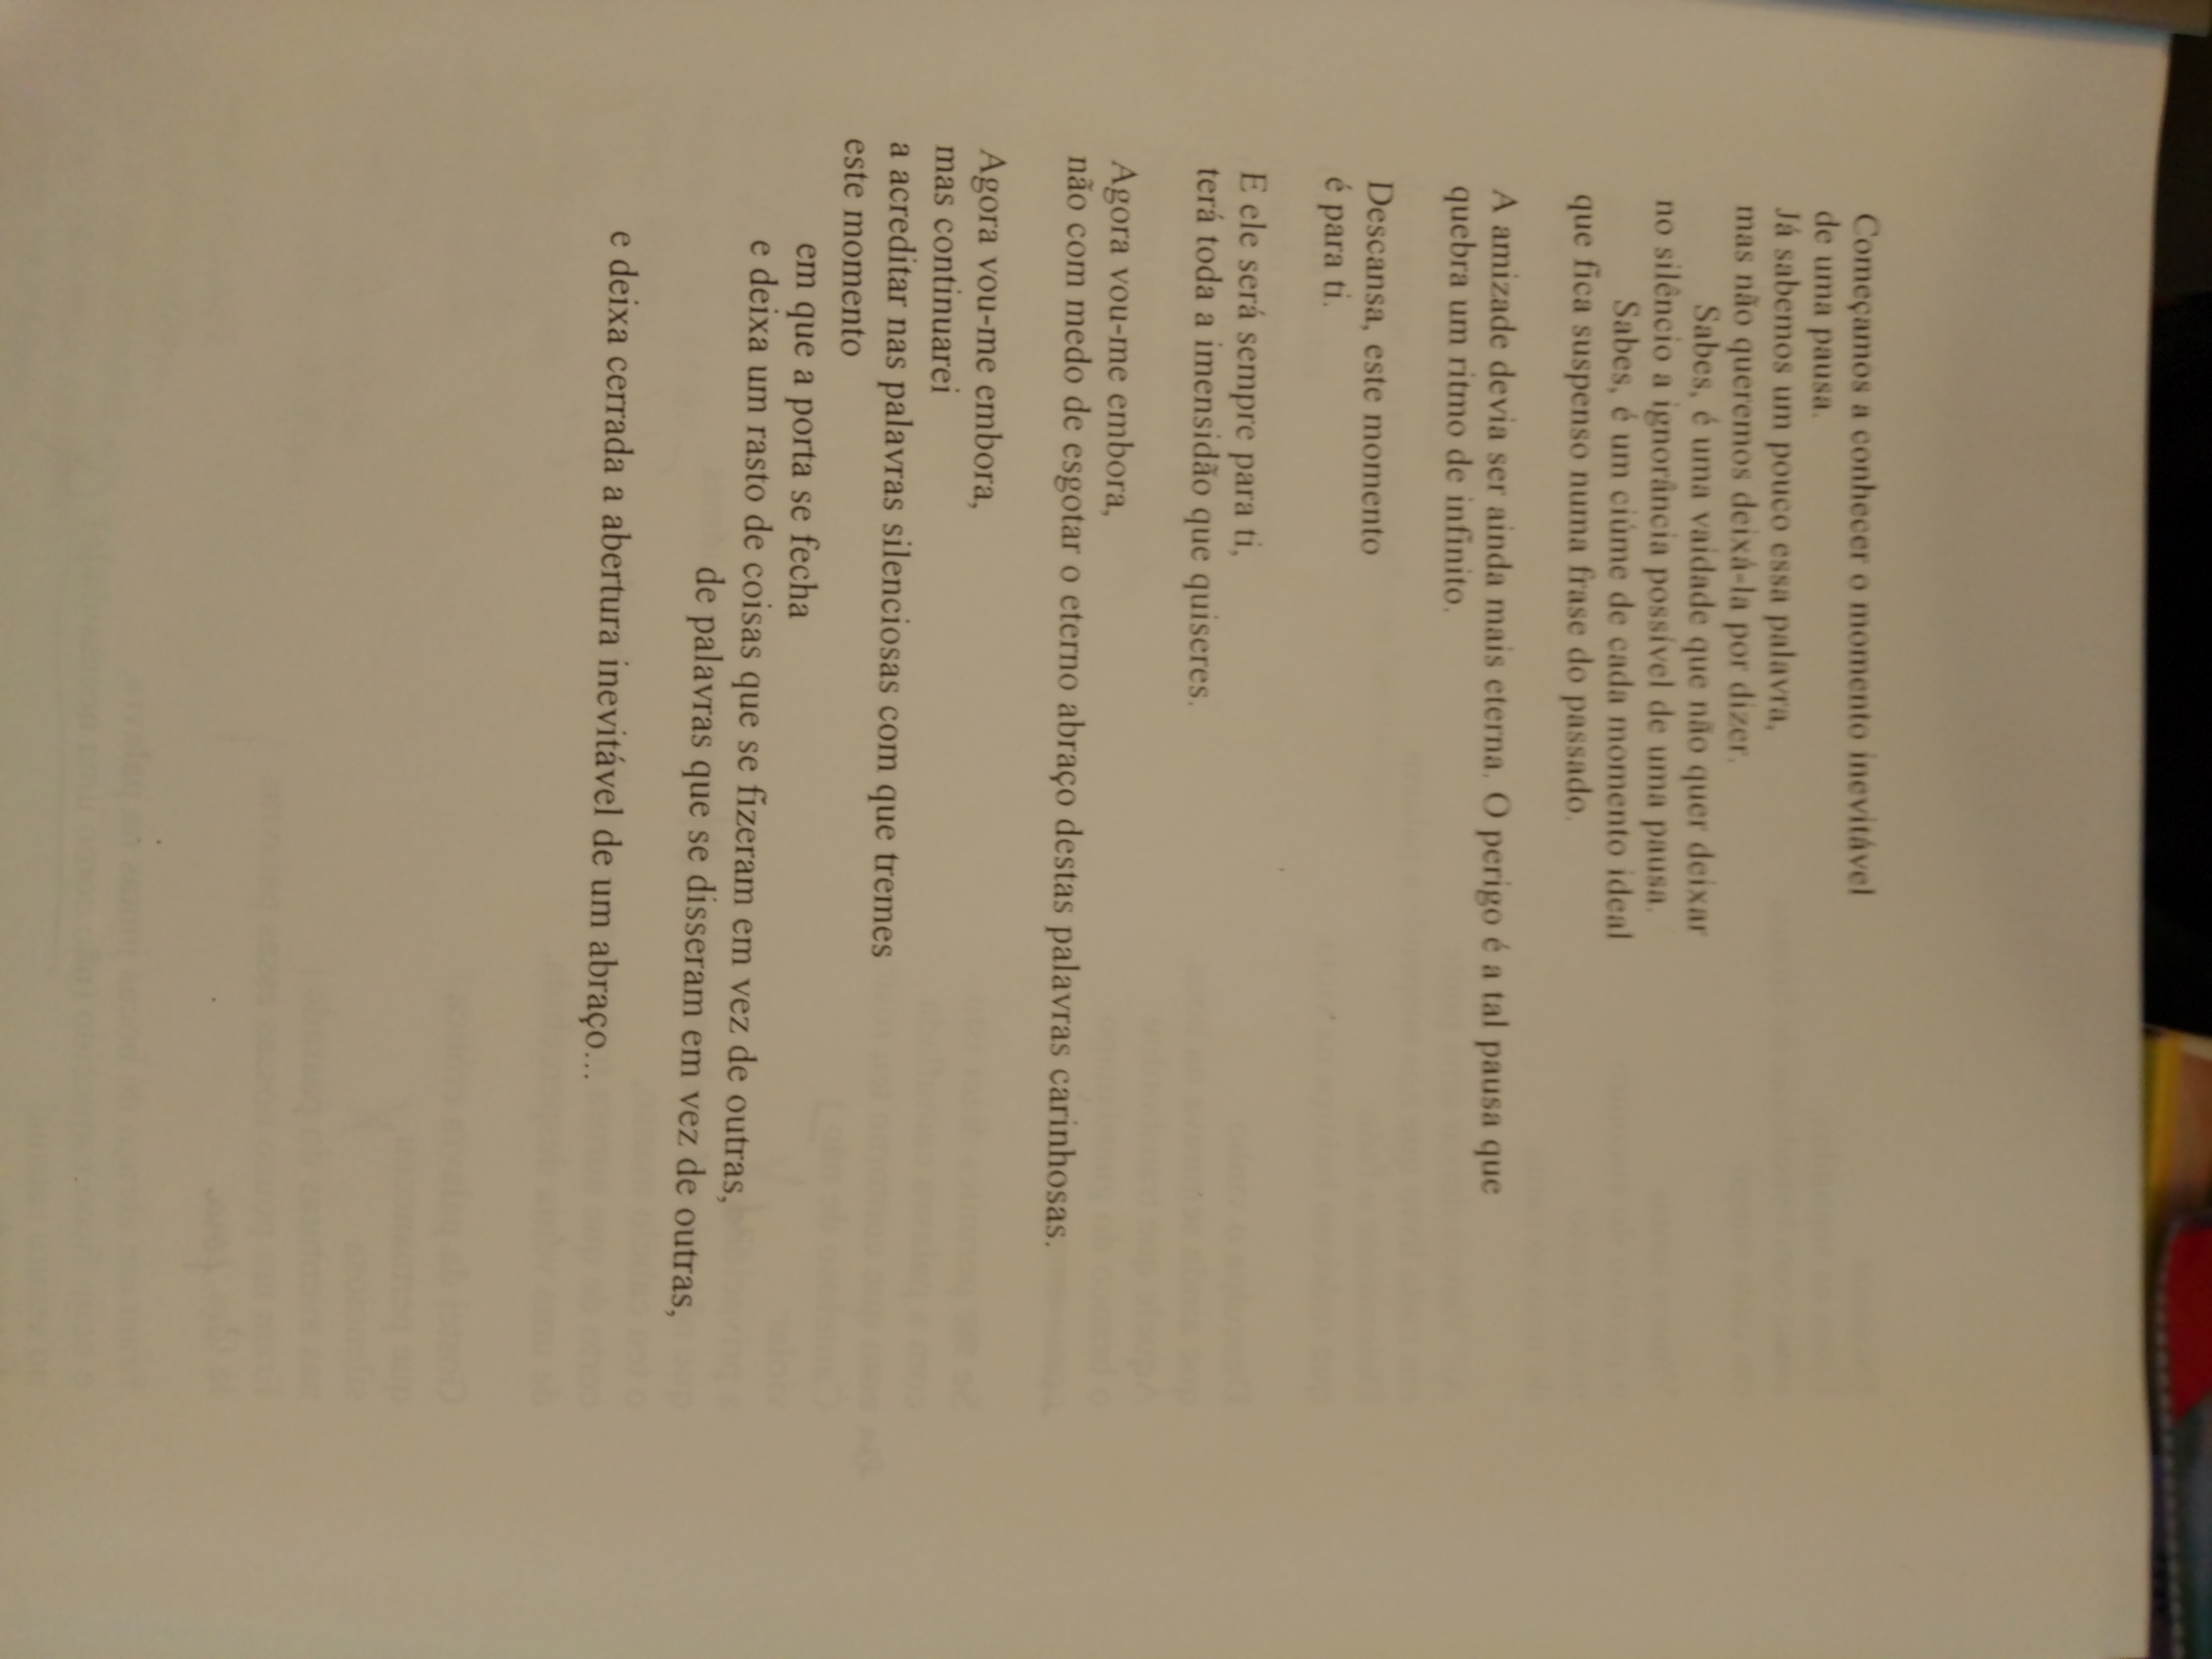 Começamos a conhecer o momento inevitável
de uma pausa.
Já sabemos um pouco essa palavra,
mas não queremos deixá-la por dizer.
Sabes, é uma vaidade que não quer deixar
no silêncio a ignorância possível de uma pausa.
Sabes, é um ciúme de cada momento ideal
que fica suspenso numa frase do passado.
A amizade devia ser ainda mais eterna. O perigo é a tal pausa que
quebra um ritmo de infinito.
Descansa, este momento
é para ti.
E ele será sempre para ti,
terá toda a imensidão que quiseres.
Agora vou-me embora,
não com medo de esgotar o eterno abraço destas palavras carinhosas.
Agora vou-me embora,
mas continuarei
a acreditar nas palavras silenciosas com que tremes
este momento
em que a porta se fecha
e deixa um rasto de coisas que se fizeram em vez de outras,
de palavras que se disseram em vez de outras,
e deixa cerrada a abertura inevitável de um abraço...